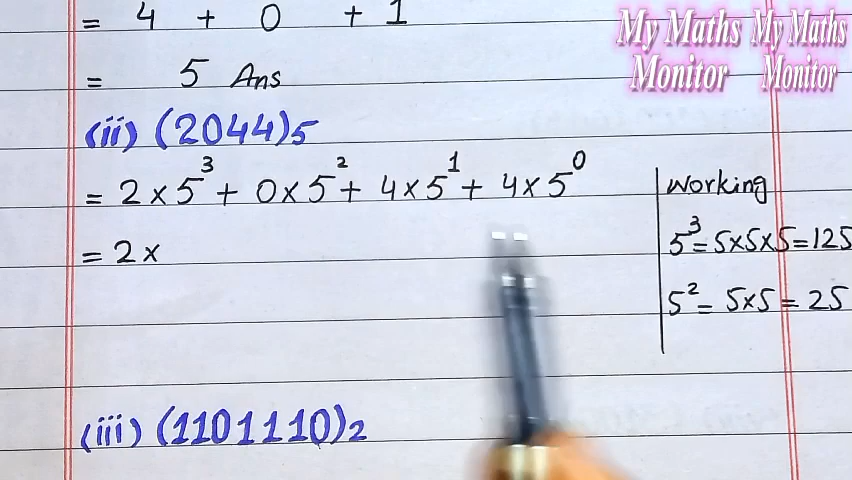 = 4 + 0 + 1
My Maths Monitor My Maths Monitor
= 5 Ans
(ii) (2044)5
= 2 × 5³ + 0 × 5² + 4 × 5¹ + 4 × 5⁰
= 2 ×
working
5³ = 5×5×5 = 125
5² = 5×5 = 25
(iii) (1101110)2